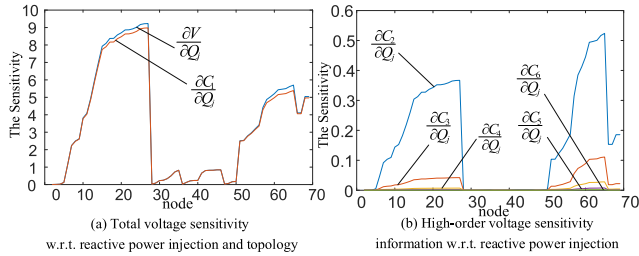 10
9
8
7
6
5
4
3
2
1
0
The Sensitivity
∂V
∂Q_j
∂C_1
∂Q_j
0 10 20 30 40 50 60 70
node
(a) Total voltage sensitivity
w.r.t. reactive power injection and topology
0.6
0.5
0.4
0.3
0.2
0.1
0
The Sensitivity
∂C_2
∂Q_j
∂C_3
∂Q_j
∂C_4
∂Q_j
∂C_6
∂Q_j
∂C_5
∂Q_j
0 10 20 30 40 50 60 70
node
(b) High-order voltage sensitivity
information w.r.t. reactive power injection